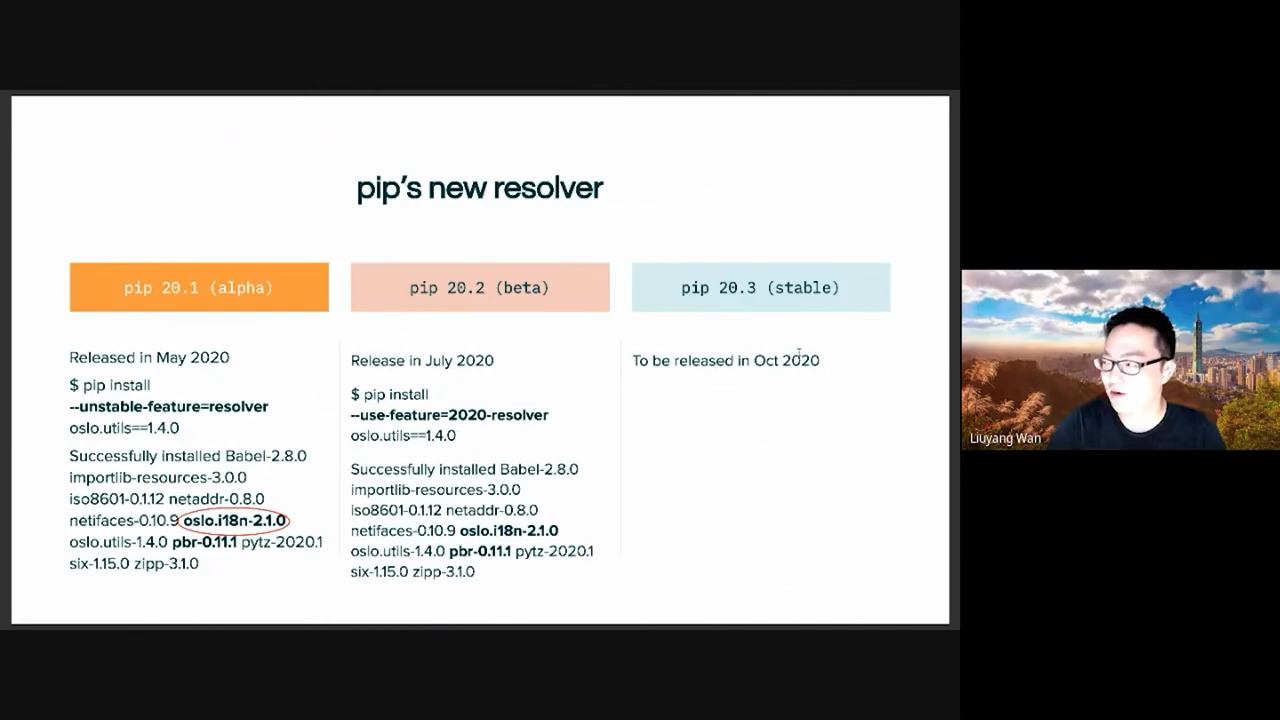 pip's new resolver
pip 20.1 (alpha)
Released in May 2020
$ pip install
--unstable-feature=resolver
oslo.utils==1.4.0
Successfully installed Babel-2.8.0
importlib-resources-3.0.0
iso8601-0.1.12 netaddr-0.8.0
netifaces-0.10.9 oslo.i18n-2.1.0
oslo.utils-1.4.0 pbr-0.11.1 pytz-2020.1
six-1.15.0 zipp-3.1.0
pip 20.2 (beta)
Release in July 2020
$ pip install
--use-feature=2020-resolver
oslo.utils==1.4.0
Successfully installed Babel-2.8.0
importlib-resources-3.0.0
iso8601-0.1.12 netaddr-0.8.0
netifaces-0.10.9 oslo.i18n-2.1.0
oslo.utils-1.4.0 pbr-0.11.1 pytz-2020.1
six-1.15.0 zipp-3.1.0
pip 20.3 (stable)
To be released in Oct 2020
Liuyang Wan